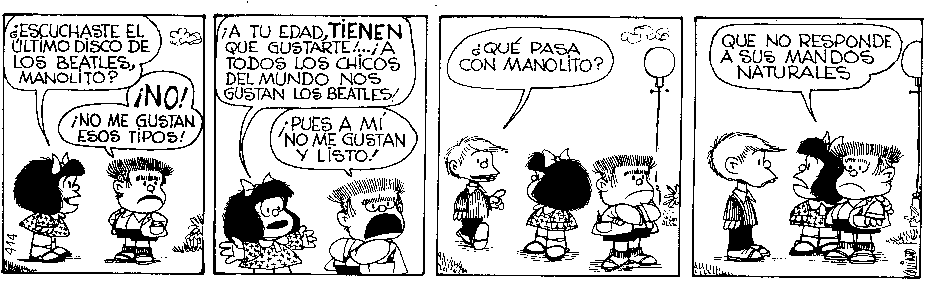 ¿ESCUCHASTE EL
ÚLTIMO DISCO DE
LOS BEATLES,
MANOLITO?
¡NO!
¡NO ME GUSTAN
ESOS TIPOS!
¡A TU EDAD, TIENEN
QUE GUSTARTE!...¡A
TODOS LOS CHICOS
DEL MUNDO NOS
GUSTAN LOS BEATLES!
¡PUES A MÍ
NO ME GUSTAN
Y LISTO!
¿QUÉ PASA
CON MANOLITO?
QUE NO RESPONDE
A SUS MANDOS
NATURALES
414
QUINO